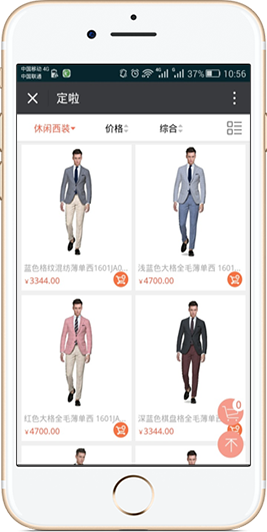 中国移动 4G
中国联通
4G
G
37%
10:56
定啦
休闲西装
价格
综合
蓝色格纹混纺薄单西1601JA0...
浅蓝色大格全毛薄单西 1601...
¥3344.00
¥4700.00
红色大格全毛薄单西 1601JA...
深蓝色棋盘格全毛薄单西 1...
¥4700.00
¥3344.00
0